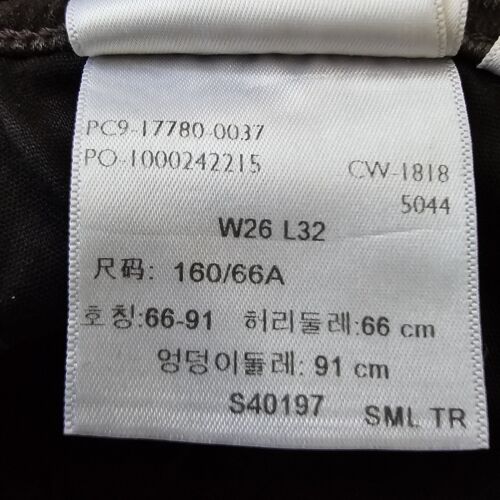 PC9-17780-0037
PO-1000242215 CW-1818
5044
W26 L32
尺码: 160/66A
호칭:66-91 허리둘레:66 cm
엉덩이둘레: 91 cm
S40197 SML TR